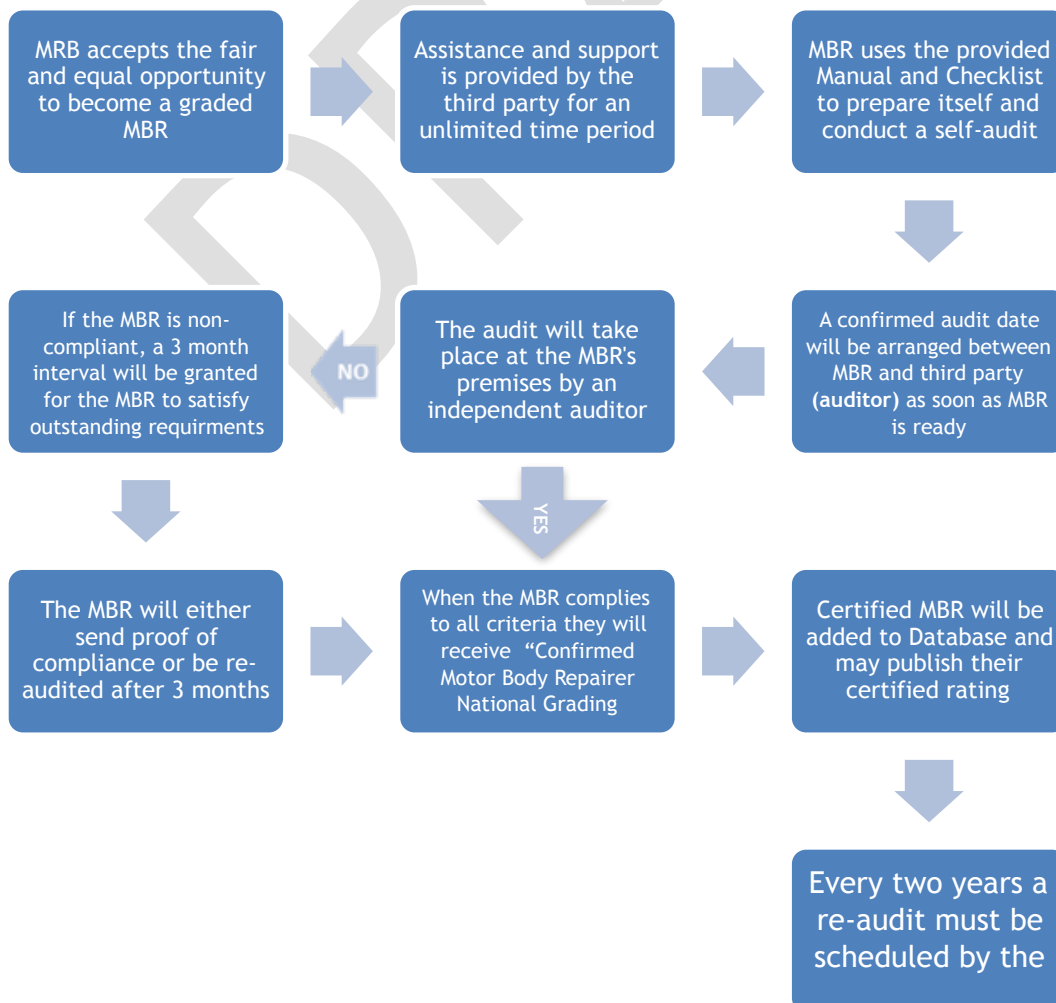 MRB accepts the fair
and equal opportunity
to become a graded
MBR
Assistance and support
is provided by the
third party for an
unlimited time period
MBR uses the provided
Manual and Checklist
to prepare itself and
conduct a self-audit
A confirmed audit date
will be arranged between
MBR and third party
(auditor) as soon as MBR
is ready
The audit will take
place at the MBR's
premises by an
independent auditor
NO
If the MBR is non-
compliant, a 3 month
interval will be granted
for the MBR to satisfy
outstanding requirments
YES
The MBR will either
send proof of
compliance or be re-
audited after 3 months
When the MBR complies
to all criteria they will
receive “Confirmed
Motor Body Repairer
National Grading
Certified MBR will be
added to Database and
may publish their
certified rating
Every two years a
re-audit must be
scheduled by the